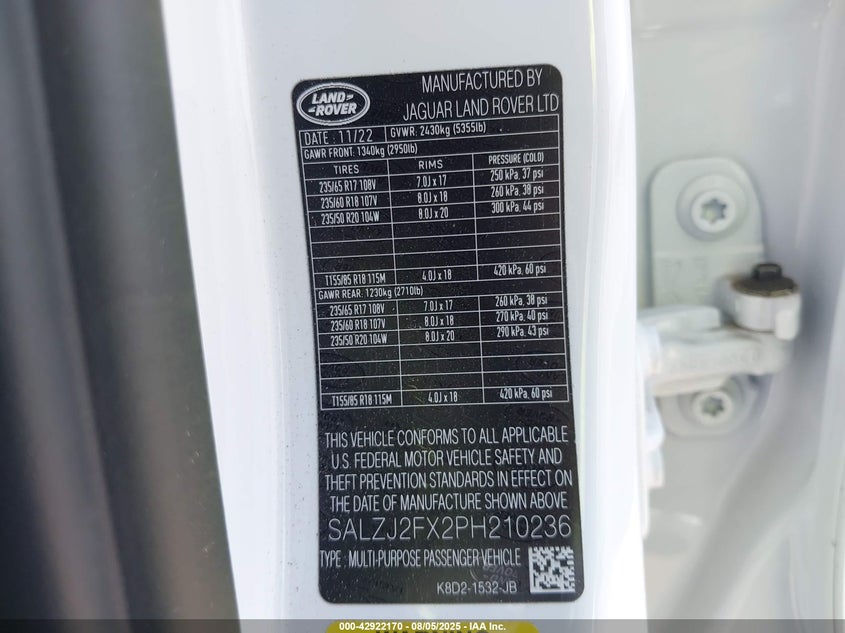 LAND ROVER
MANUFACTURED BY
JAGUAR LAND ROVER LTD
DATE : 11/22 GVWR: 2430kg (5355lb)
GAWR FRONT: 1340kg (2950lb)
TIRES RIMS PRESSURE (COLD)
235/65 R17 108V 7.0J x 17 250 kPa, 37 psi
235/60 R18 107V 8.0J x 18 260 kPa, 38 psi
235/50 R20 104W 8.0J x 20 300 kPa, 44 psi
T155/85 R18 115M 4.0J x 18 420 kPa, 60 psi
GAWR REAR: 1230kg (2710lb)
235/65 R17 108V 7.0J x 17 260 kPa, 38 psi
235/60 R18 107V 8.0J x 18 270 kPa, 40 psi
235/50 R20 104W 8.0J x 20 290 kPa, 43 psi
T155/85 R18 115M 4.0J x 18 420 kPa, 60 psi
THIS VEHICLE CONFORMS TO ALL APPLICABLE
U.S. FEDERAL MOTOR VEHICLE SAFETY AND
THEFT PREVENTION STANDARDS IN EFFECT ON
THE DATE OF MANUFACTURE SHOWN ABOVE
SALZJ2FX2PH210236
TYPE : MULTI-PURPOSE PASSENGER VEHICLE
K8D2-1532-JB
000-42922170 - 08/05/2025 - IAA Inc.